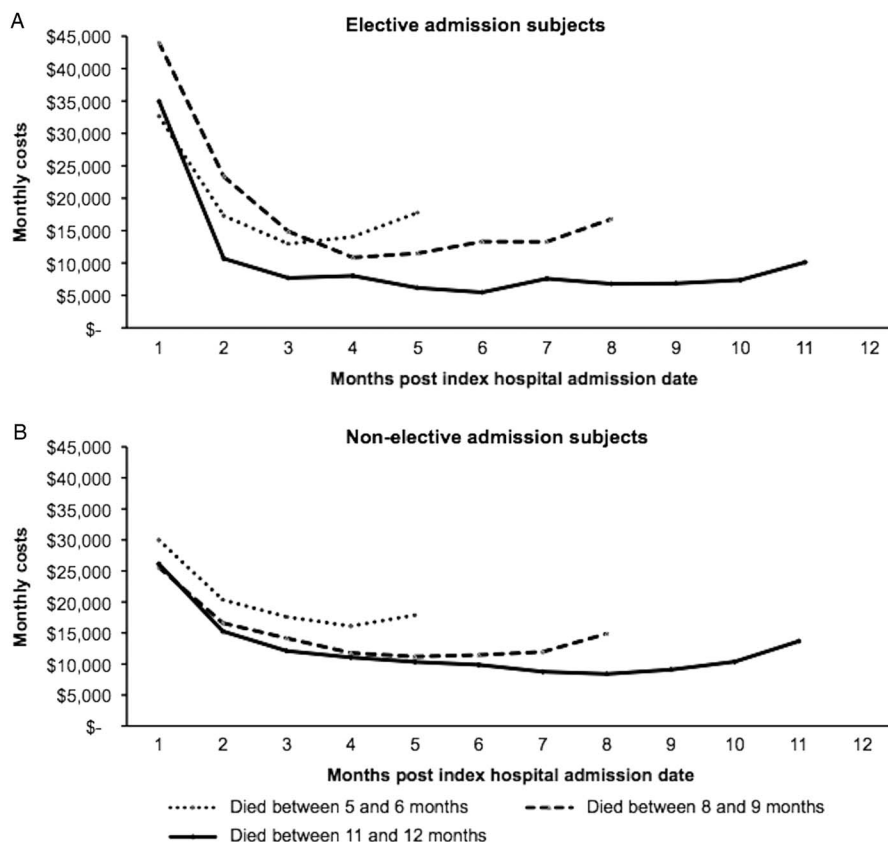 A
Elective admission subjects
Monthly costs
$45,000
$40,000
$35,000
$30,000
$25,000
$20,000
$15,000
$10,000
$5,000
$-
1 2 3 4 5 6 7 8 9 10 11 12
Months post index hospital admission date
B
Non-elective admission subjects
Monthly costs
$45,000
$40,000
$35,000
$30,000
$25,000
$20,000
$15,000
$10,000
$5,000
$-
1 2 3 4 5 6 7 8 9 10 11 12
Months post index hospital admission date
Died between 5 and 6 months Died between 8 and 9 months
Died between 11 and 12 months